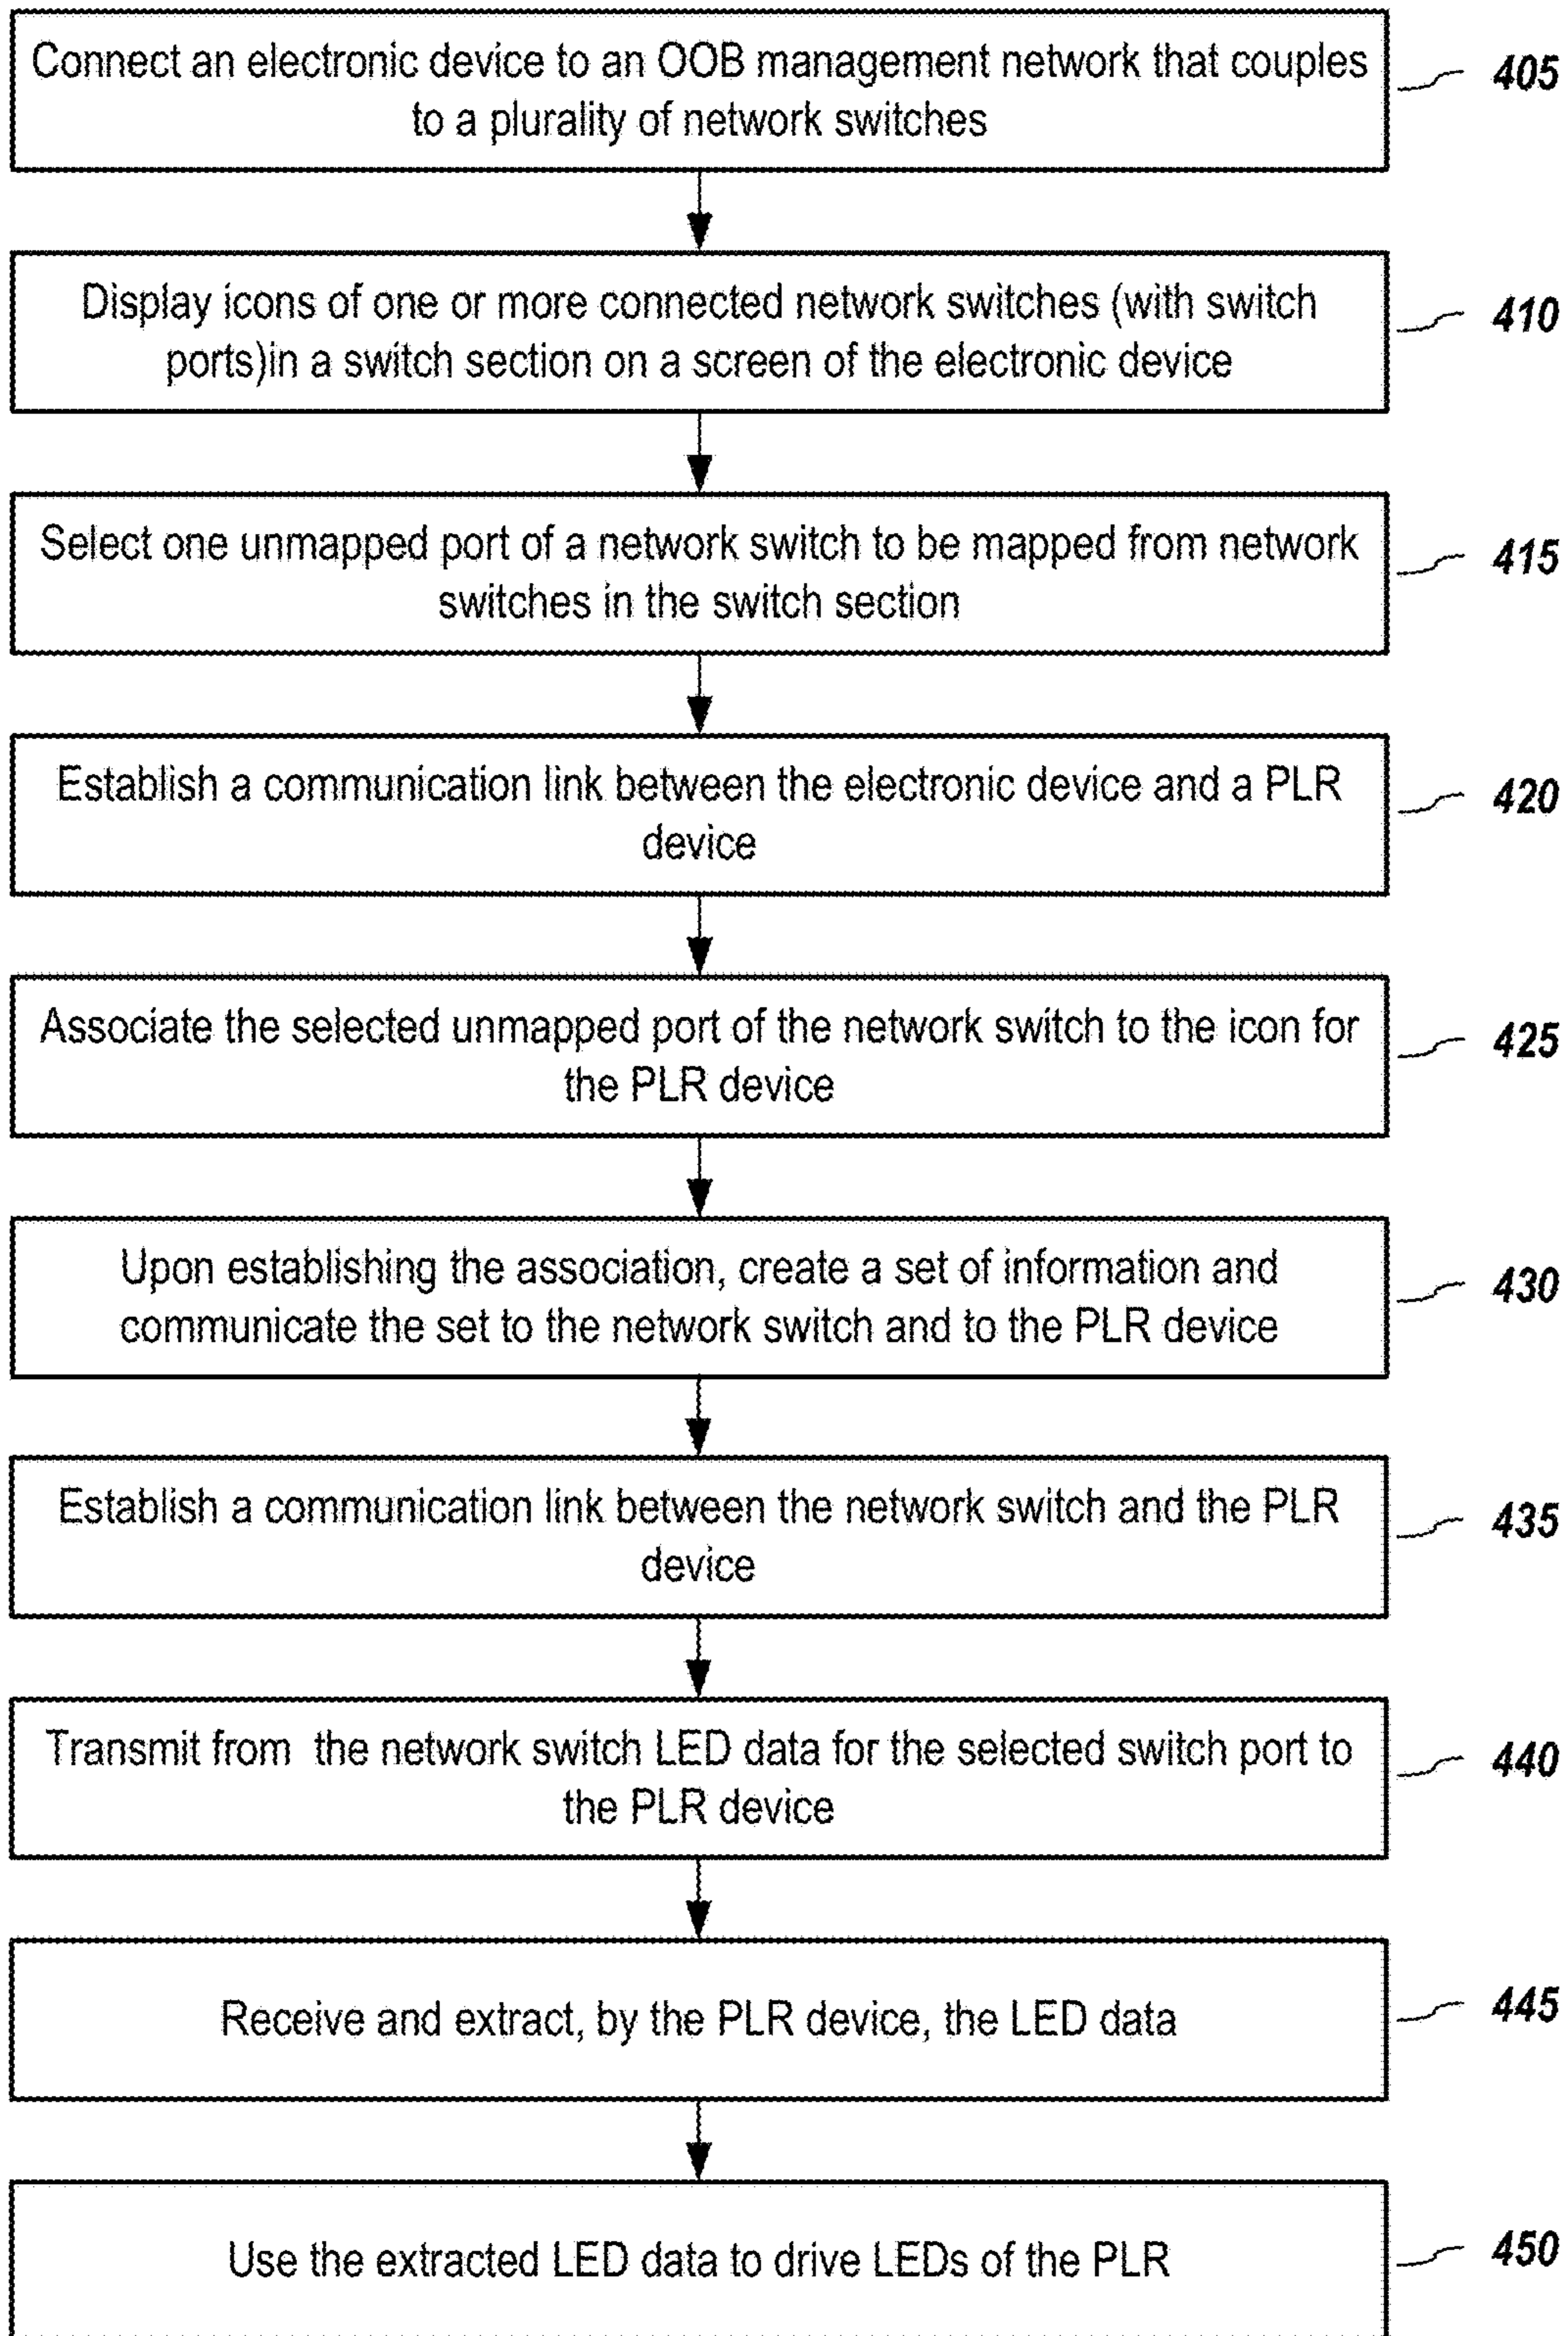 Connect an electronic device to an OOB management network that couples
to a plurality of network switches
405
Display icons of one or more connected network switches (with switch
ports)in a switch section on a screen of the electronic device
410
Select one unmapped port of a network switch to be mapped from network
switches in the switch section
415
Establish a communication link between the electronic device and a PLR
device
420
Associate the selected unmapped port of the network switch to the icon for
the PLR device
425
Upon establishing the association, create a set of information and
communicate the set to the network switch and to the PLR device
430
Establish a communication link between the network switch and the PLR
device
435
Transmit from the network switch LED data for the selected switch port to
the PLR device
440
Receive and extract, by the PLR device, the LED data
445
Use the extracted LED data to drive LEDs of the PLR
450